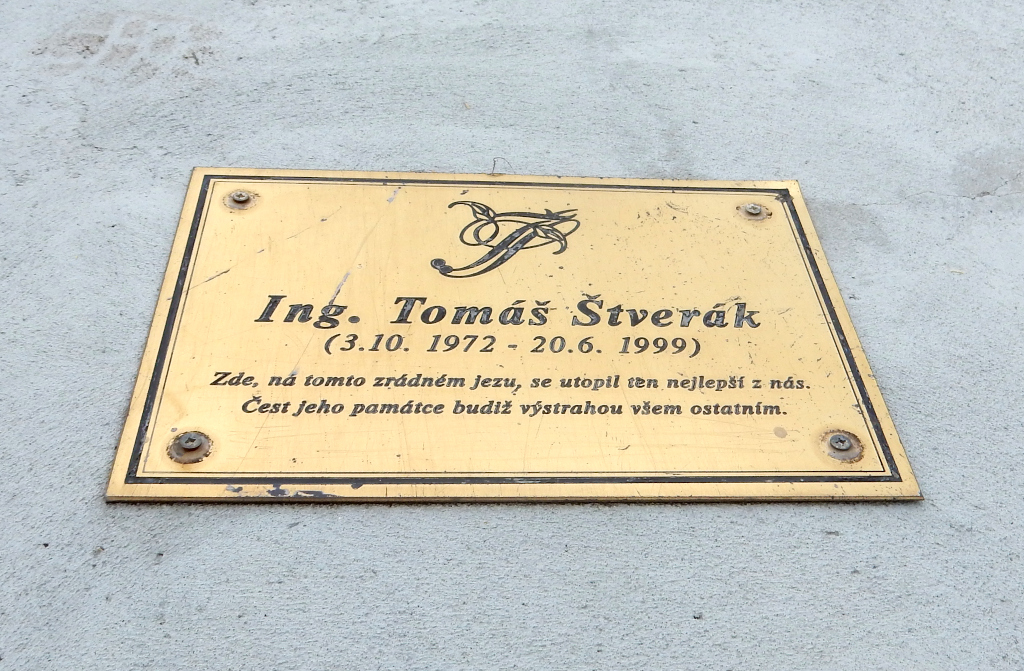 Ing. Tomáš Štverák
(3.10. 1972 - 20.6. 1999)
Zde, na tomto zrádném jezu, se utopil ten nejlepší z nás.
Čest jeho památce budiž výstrahou všem ostatním.